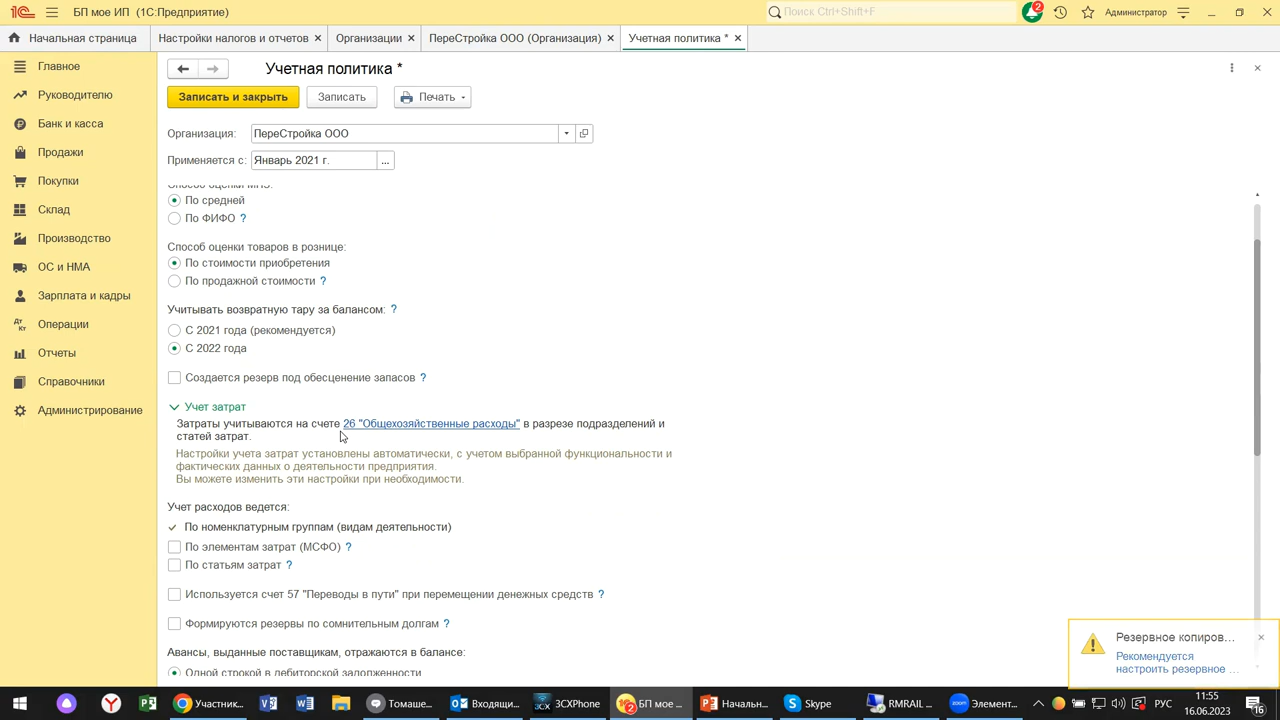 БП мое ИП (1С:Предприятие)
Поиск Ctrl+Shift+F
2
Администратор
Начальная страница
Настройки налогов и отчетов
Организации
ПереСтройка ООО (Организация)
Учетная политика *
Главное
Руководителю
Банк и касса
Продажи
Покупки
Склад
Производство
ОС и НМА
Зарплата и кадры
Операции
Отчеты
Справочники
Администрирование
Учетная политика *
Записать и закрыть
Записать
Печать
Организация:
ПереСтройка ООО
Применяется с:
Январь 2021 г.
...
Способ оценки МПЗ:
По средней
По ФИФО ?
Способ оценки товаров в рознице:
По стоимости приобретения
По продажной стоимости ?
Учитывать возвратную тару за балансом: ?
С 2021 года (рекомендуется)
С 2022 года
Создается резерв под обесценение запасов ?
Учет затрат
Затраты учитываются на счете 26 "Общехозяйственные расходы" в разрезе подразделений и
статей затрат.
Настройки учета затрат установлены автоматически, с учетом выбранной функциональности и
фактических данных о деятельности предприятия.
Вы можете изменить эти настройки при необходимости.
Учет расходов ведется:
По номенклатурным группам (видам деятельности)
По элементам затрат (МСФО) ?
По статьям затрат ?
Используется счет 57 "Переводы в пути" при перемещении денежных средств ?
Формируются резервы по сомнительным долгам ?
Авансы, выданные поставщикам, отражаются в балансе:
Одной строкой в дебиторской задолженности
Резервное копиров...
Рекомендуется
настроить резервное ...
Участник...
Томаше...
Входящи...
3CXPhone
БП мое ...
Начальн...
Skype
RMRAIL ...
Элемент...
РУС
11:55
16.06.2023
16